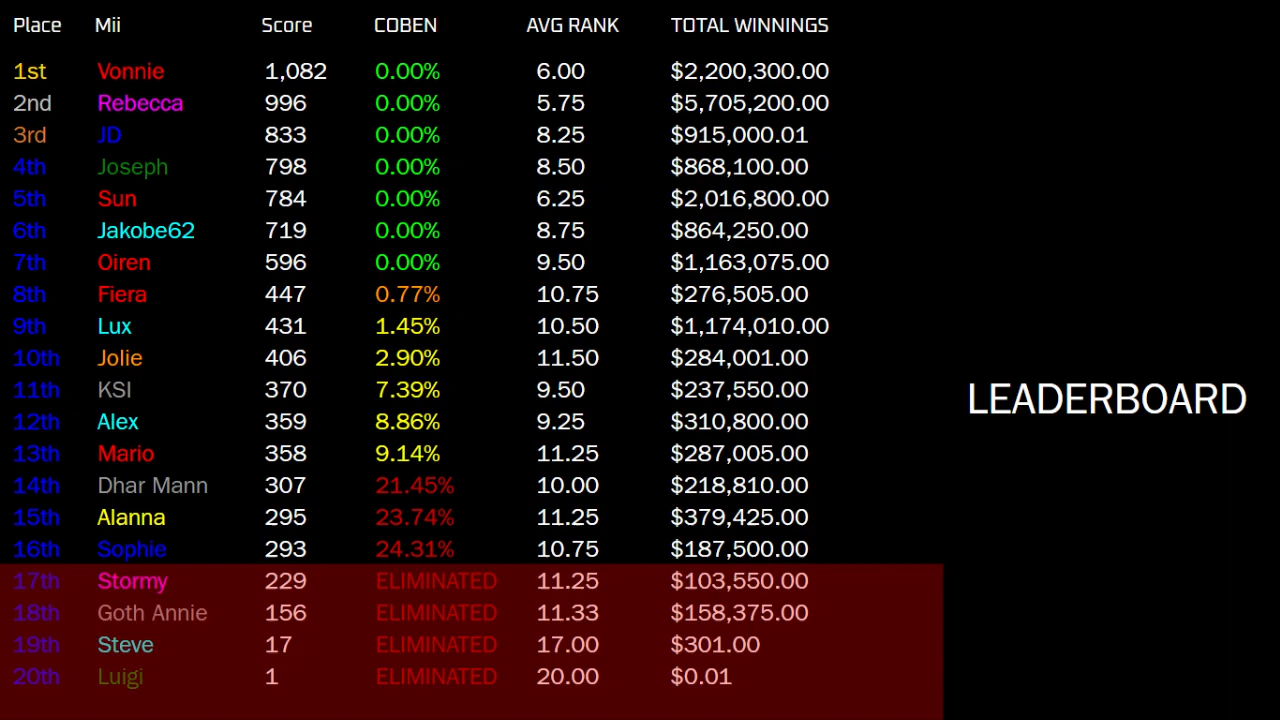 Place Mii Score COBEN AVG RANK TOTAL WINNINGS
1st Vonnie 1,082 0.00% 6.00 $2,200,300.00
2nd Rebecca 996 0.00% 5.75 $5,705,200.00
3rd JD 833 0.00% 8.25 $915,000.01
4th Joseph 798 0.00% 8.50 $868,100.00
5th Sun 784 0.00% 6.25 $2,016,800.00
6th Jakobe62 719 0.00% 8.75 $864,250.00
7th Oiren 596 0.00% 9.50 $1,163,075.00
8th Fiera 447 0.77% 10.75 $276,505.00
9th Lux 431 1.45% 10.50 $1,174,010.00
10th Jolie 406 2.90% 11.50 $284,001.00
11th KSI 370 7.39% 9.50 $237,550.00
12th Alex 359 8.86% 9.25 $310,800.00
13th Mario 358 9.14% 11.25 $287,005.00
14th Dhar Mann 307 21.45% 10.00 $218,810.00
15th Alanna 295 23.74% 11.25 $379,425.00
16th Sophie 293 24.31% 10.75 $187,500.00
17th Stormy 229 ELIMINATED 11.25 $103,550.00
18th Goth Annie 156 ELIMINATED 11.33 $158,375.00
19th Steve 17 ELIMINATED 17.00 $301.00
20th Luigi 1 ELIMINATED 20.00 $0.01
LEADERBOARD